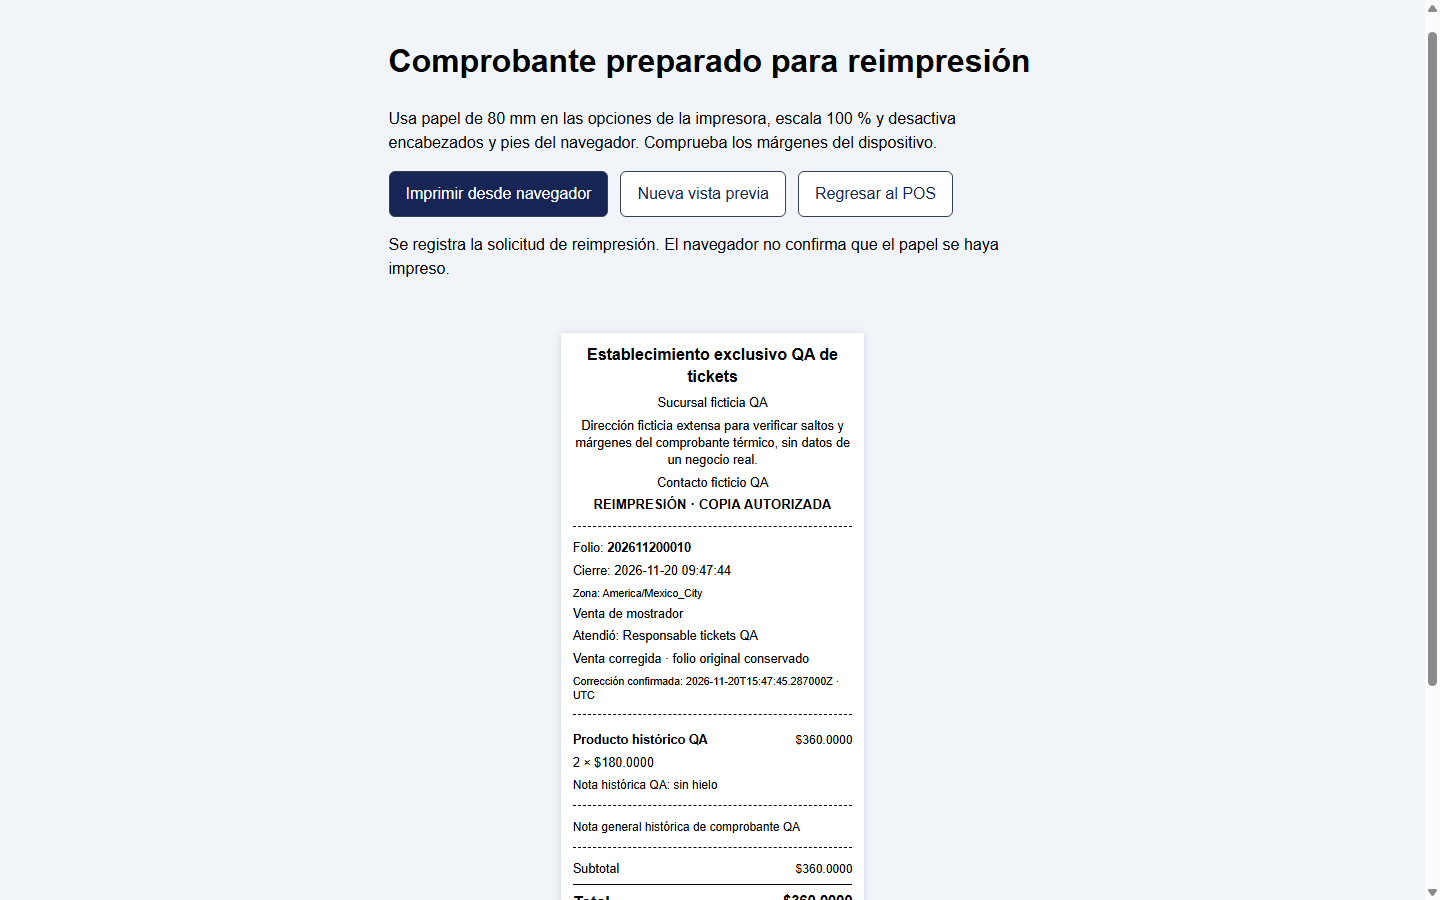 Comprobante preparado para reimpresión
Usa papel de 80 mm en las opciones de la impresora, escala 100 % y desactiva
encabezados y pies del navegador. Comprueba los márgenes del dispositivo.
Imprimir desde navegador
Nueva vista previa
Regresar al POS
Se registra la solicitud de reimpresión. El navegador no confirma que el papel se haya
impreso.
Establecimiento exclusivo QA de
tickets
Sucursal ficticia QA
Dirección ficticia extensa para verificar saltos y
márgenes del comprobante térmico, sin datos de
un negocio real.
Contacto ficticio QA
REIMPRESIÓN · COPIA AUTORIZADA
Folio: 202611200010
Cierre: 2026-11-20 09:47:44
Zona: America/Mexico_City
Venta de mostrador
Atendió: Responsable tickets QA
Venta corregida · folio original conservado
Corrección confirmada: 2026-11-20T15:47:45.287000Z ·
UTC
Producto histórico QA $360.0000
2 × $180.0000
Nota histórica QA: sin hielo
Nota general histórica de comprobante QA
Subtotal $360.0000
Total $360.0000